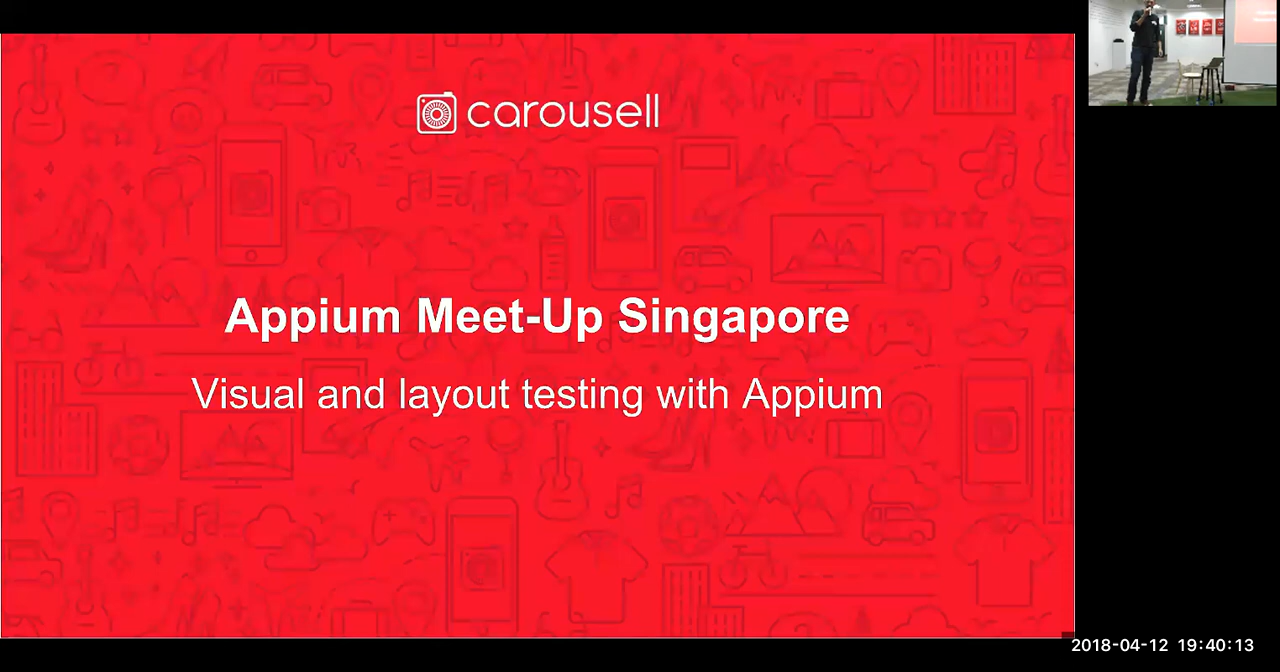 carousell
Appium Meet-Up Singapore
Visual and layout testing with Appium
2018-04-12 19:40:13